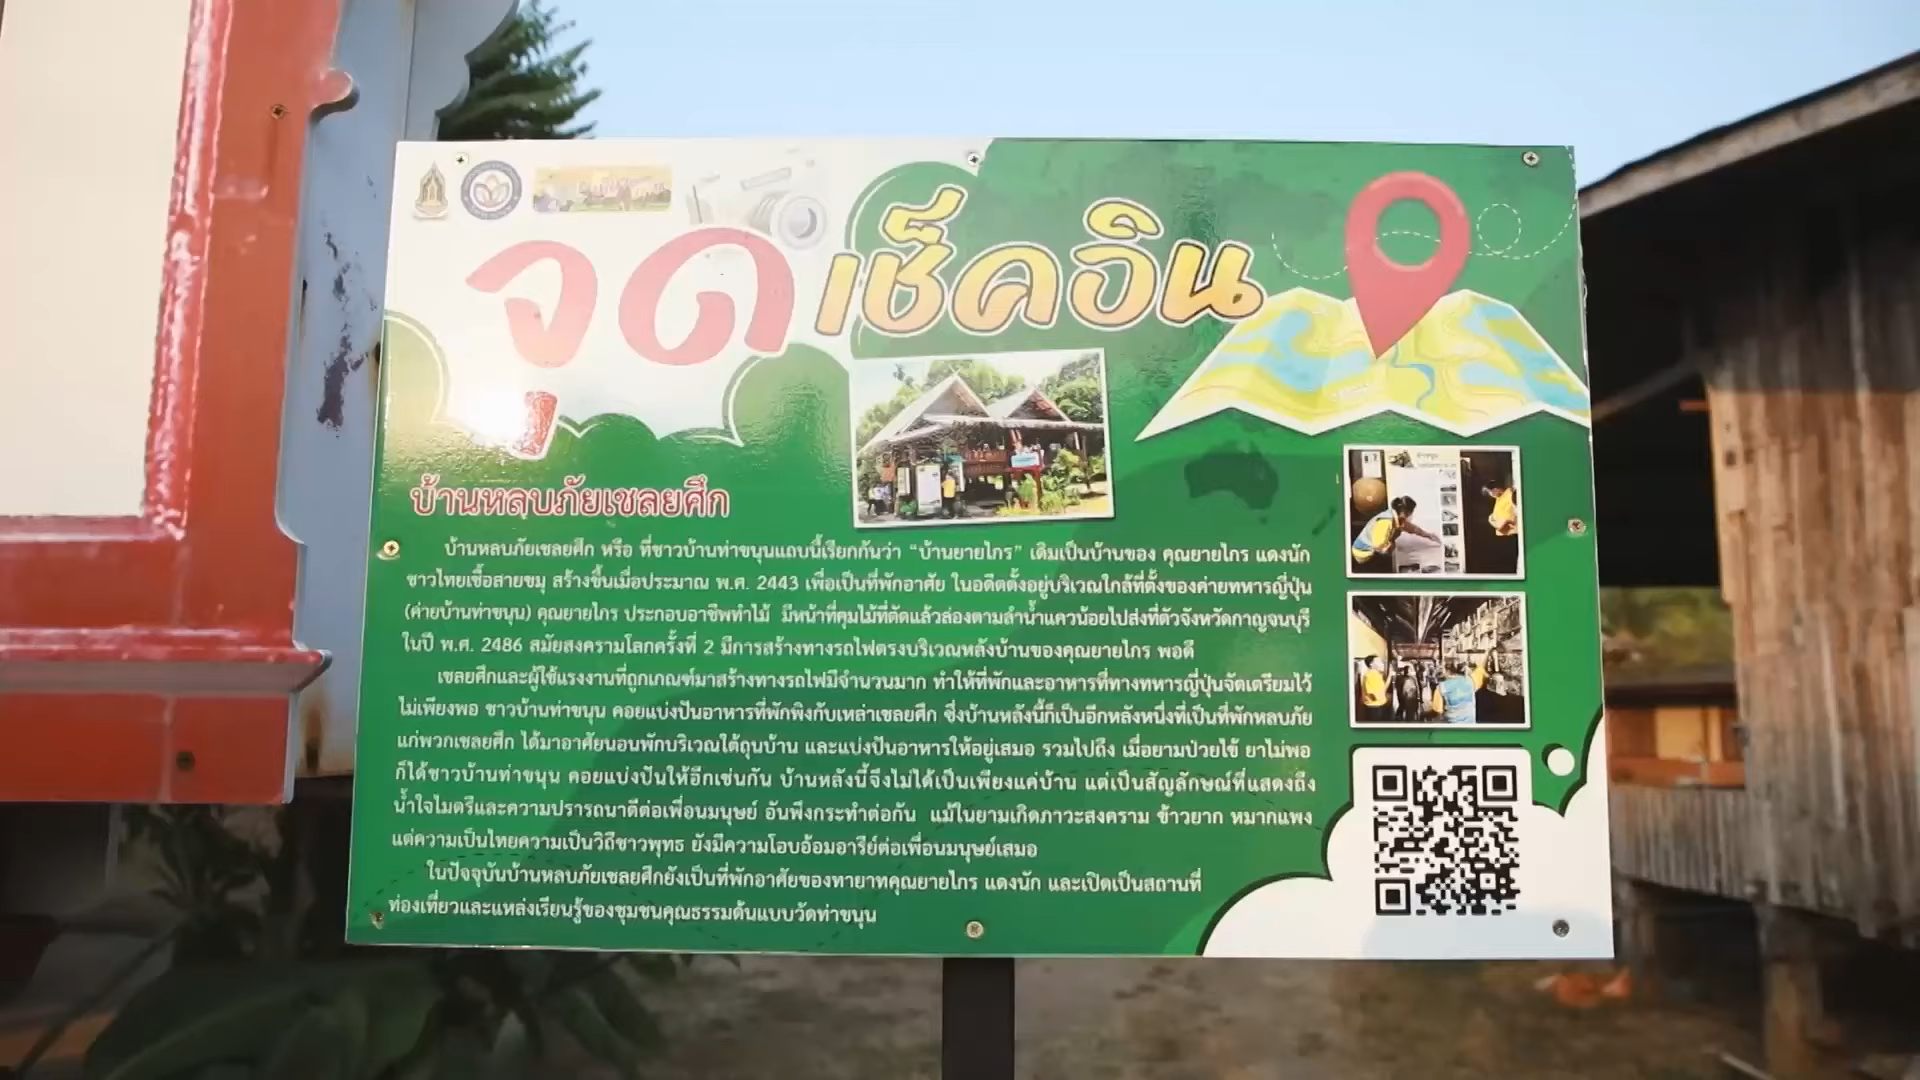 จุดเช็คอิน
บ้านหลบภัยเชลยศึก
บ้านหลบภัยเชลยศึก หรือ ที่ชาวบ้านท่าขนุนแถบนี้เรียกกันว่า “บ้านยายไกร” เดิมเป็นบ้านของ คุณยายไกร แดงนัก
ชาวไทยเชื้อสายขมุ สร้างขึ้นเมื่อประมาณ พ.ศ. 2443 เพื่อเป็นที่พักอาศัย ในอดีตตั้งอยู่บริเวณใกล้ที่ตั้งของค่ายทหารญี่ปุ่น
(ค่ายบ้านท่าขนุน) คุณยายไกร ประกอบอาชีพทำไม้ มีหน้าที่คุมไม้ที่ตัดแล้วล่องตามลำน้ำแควน้อยไปส่งที่ตัวจังหวัดกาญจนบุรี
ในปี พ.ศ. 2486 สมัยสงครามโลกครั้งที่ 2 มีการสร้างทางรถไฟตรงบริเวณหลังบ้านของคุณยายไกร พอดี
เชลยศึกและผู้ใช้แรงงานที่ถูกเกณฑ์มาสร้างทางรถไฟมีจำนวนมาก ทำให้ที่พักและอาหารที่ทางทหารญี่ปุ่นจัดเตรียมไว้
ไม่เพียงพอ ชาวบ้านท่าขนุน คอยแบ่งปันอาหารที่พักพิงกับเหล่าเชลยศึก ซึ่งบ้านหลังนี้ก็เป็นอีกหลังหนึ่งที่เป็นที่พักหลบภัย
แก่พวกเชลยศึก ได้มาอาศัยนอนพักบริเวณใต้ถุนบ้าน และแบ่งปันอาหารให้อยู่เสมอ รวมไปถึง เมื่อยามป่วยไข้ ยาไม่พอ
ก็ได้ชาวบ้านท่าขนุน คอยแบ่งปันให้อีกเช่นกัน บ้านหลังนี้จึงไม่ได้เป็นเพียงแค่บ้าน แต่เป็นสัญลักษณ์ที่แสดงถึง
น้ำใจไมตรีและความปรารถนาดีต่อเพื่อนมนุษย์ อันพึงกระทำต่อกัน แม้ในยามเกิดภาวะสงคราม ข้าวยาก หมากแพง
แต่ความเป็นไทยความเป็นวิถีชาวพุทธ ยังมีความโอบอ้อมอารีย์ต่อเพื่อนมนุษย์เสมอ
ในปัจจุบันบ้านหลบภัยเชลยศึกยังเป็นที่พักอาศัยของทายาทคุณยายไกร แดงนัก และเปิดเป็นสถานที่
ท่องเที่ยวและแหล่งเรียนรู้ของชุมชนคุณธรรมต้นแบบวัดท่าขนุน